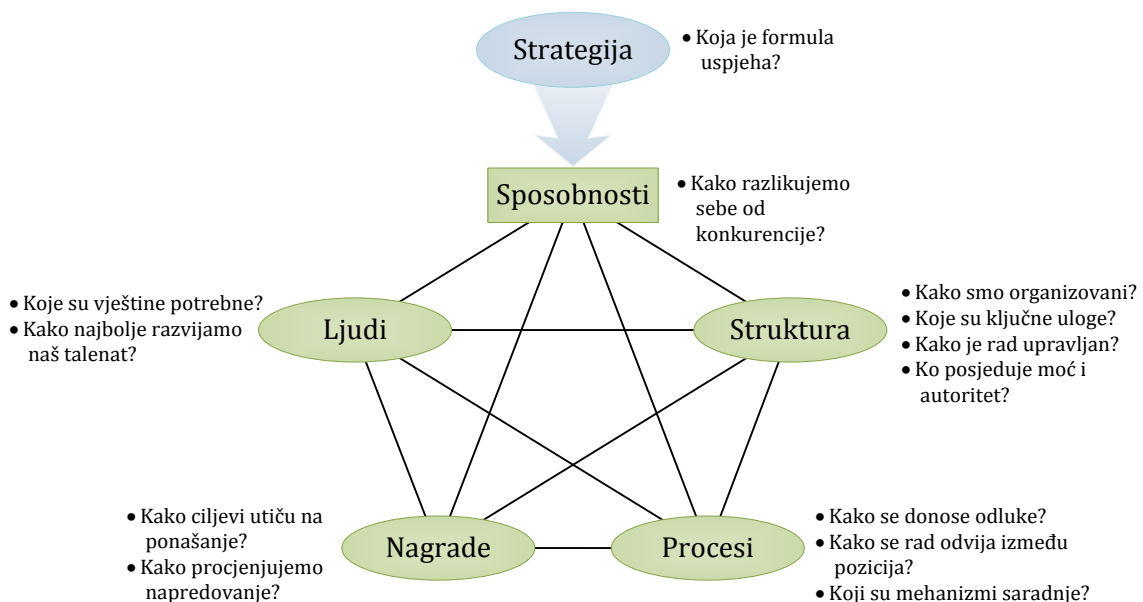 Strategija
• Koja je formula
uspjeha?
Sposobnosti
• Kako razlikujemo
sebe od
konkurencije?
• Koje su vještine potrebne?
• Kako najbolje razvijamo
naš talenat?
Ljudi
Struktura
• Kako smo organizovani?
• Koje su ključne uloge?
• Kako je rad upravljan?
• Ko posjeduje moć i
autoritet?
• Kako ciljevi utiču na
ponašanje?
• Kako procjenjujemo
napredovanje?
Nagrade
Procesi
• Kako se donose odluke?
• Kako se rad odvija između
pozicija?
• Koji su mehanizmi saradnje?